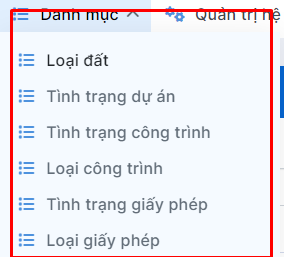 Danh mục Quản trị hệ
Loại đất
Tình trạng dự án
Tình trạng công trình
Loại công trình
Tình trạng giấy phép
Loại giấy phép